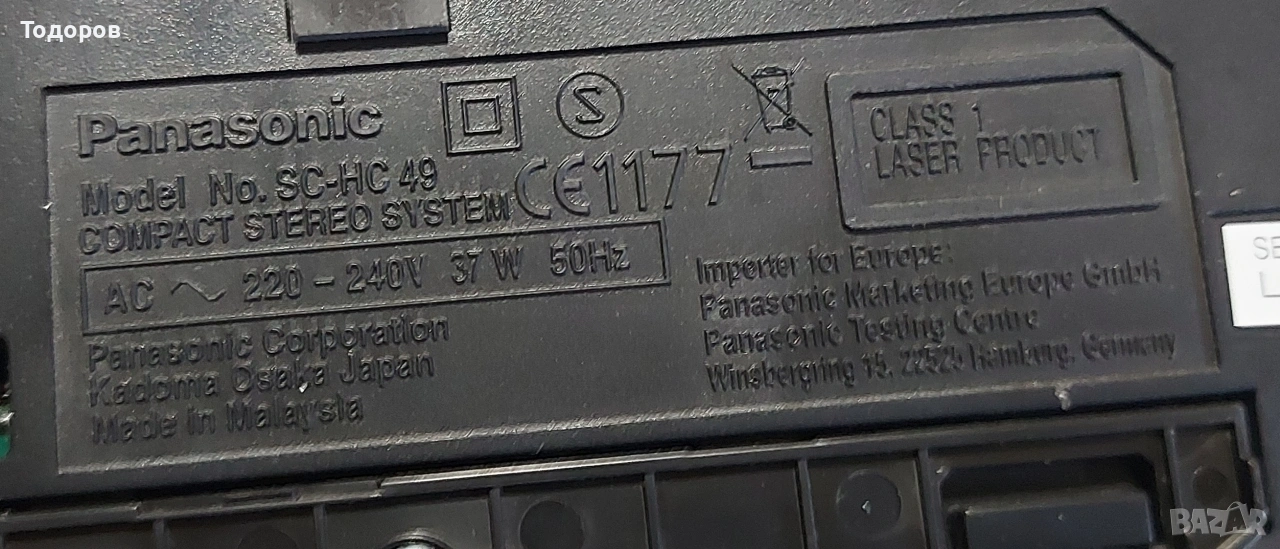 Тодоров
Panasonic
Model No. SC-HC 49
COMPACT STEREO SYSTEM
CE1177
AC ~ 220 - 240V 37 W 50Hz
Panasonic Corporation
Kadoma Osaka Japan
Made in Malaysia
CLASS 1
LASER PRODUCT
Importer for Europe:
Panasonic Marketing Europe GmbH
Panasonic Testing Centre
Winsbergring 15, 22525 Hamburg, Germany
SE
L
BAZAR